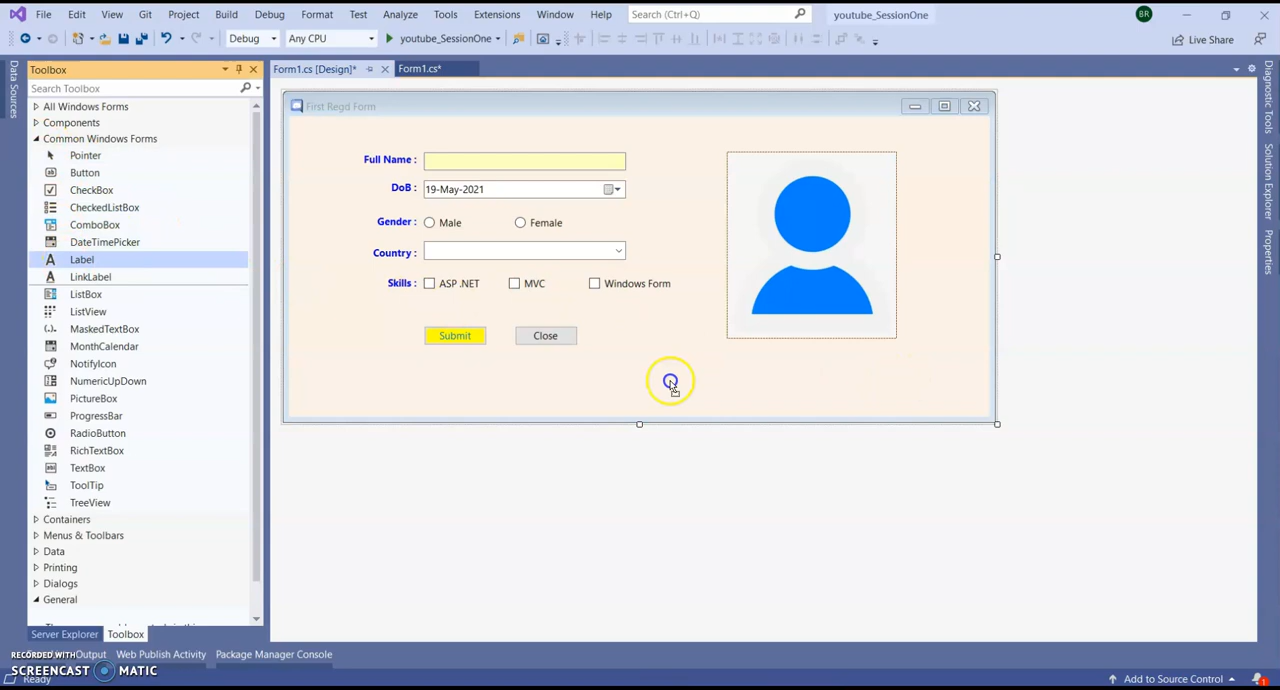 File Edit View Git Project Build Debug Format Test Analyze Tools Extensions Window Help Search (Ctrl+Q) youtube_SessionOne BR
Debug Any CPU youtube_SessionOne Live Share
Toolbox
Form1.cs [Design]* Form1.cs*
Search Toolbox
All Windows Forms
Components
Common Windows Forms
Pointer
Button
CheckBox
CheckedListBox
ComboBox
DateTimePicker
Label
LinkLabel
ListBox
ListView
MaskedTextBox
MonthCalendar
NotifyIcon
NumericUpDown
PictureBox
ProgressBar
RadioButton
RichTextBox
TextBox
ToolTip
TreeView
Containers
Menus & Toolbars
Data
Printing
Dialogs
General
Server Explorer Toolbox
Data Sources
First Regd Form
Full Name :
DoB : 19-May-2021
Gender : Male Female
Country :
Skills : ASP .NET MVC Windows Form
Submit Close
Diagnostic Tools
Solution Explorer
Properties
Output Web Publish Activity Package Manager Console
RECORDED WITH
SCREENCAST MATIC
Ready
Add to Source Control
1